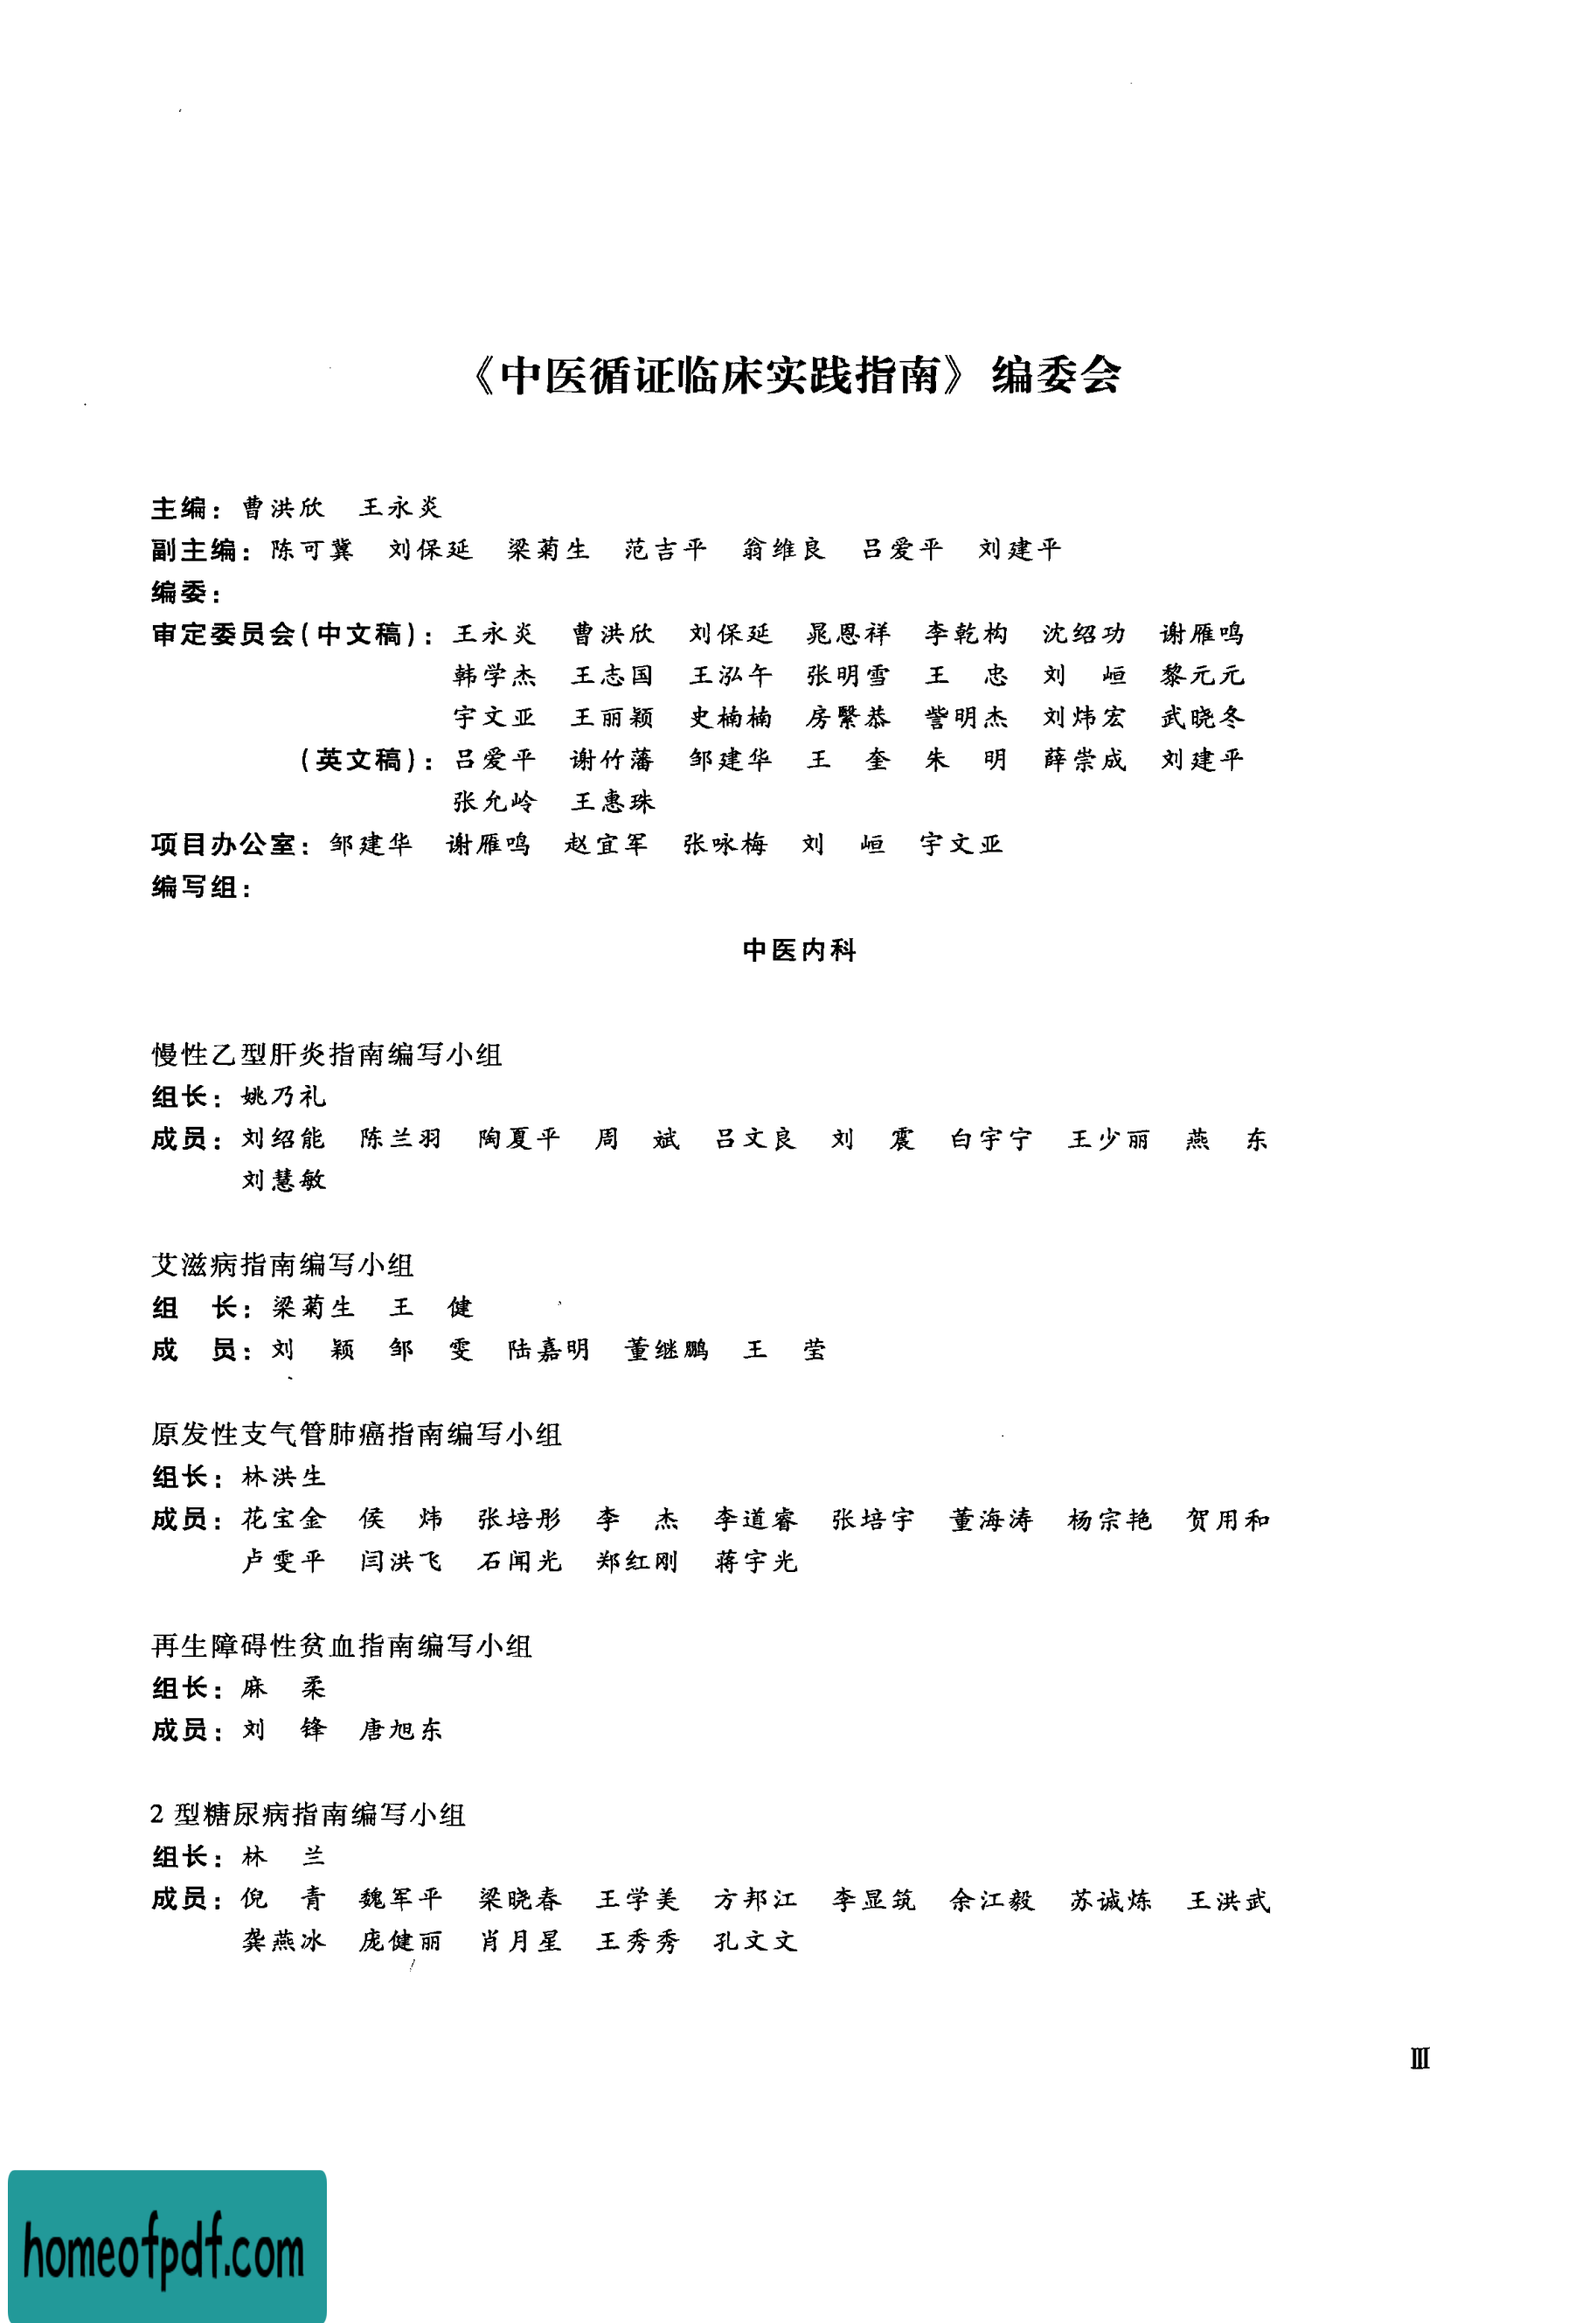 《中医循证临床实践指南》编委会
主编：曹洪欣　王永炎
副主编：陈可冀　刘保延　梁菊生　范吉平　翁维良　吕爱平　刘建平
编委：
审定委员会(中文稿)：王永炎　曹洪欣　刘保延　晁恩祥　李乾构　沈绍功　谢雁鸣
韩学杰　王志国　王泓午　张明雪　王　忠　刘　峘　黎元元
宇文亚　王丽颖　史楠楠　房緊恭　訾明杰　刘炜宏　武晓冬
(英文稿)：吕爱平　谢竹藩　邹建华　王　奎　朱　明　薛崇成　刘建平
张允岭　王惠珠
项目办公室：邹建华　谢雁鸣　赵宜军　张咏梅　刘　峘　宇文亚
编写组：
中医内科
慢性乙型肝炎指南编写小组
组长：姚乃礼
成员：刘绍能　陈兰羽　陶夏平　周　斌　吕文良　刘　震　白宇宁　王少丽　燕　东
刘慧敏
艾滋病指南编写小组
组　长：梁菊生　王　健
成　员：刘　颖　邹　雯　陆嘉明　董继鹏　王　莹
原发性支气管肺癌指南编写小组
组长：林洪生
成员：花宝金　侯　炜　张培彤　李　杰　李道睿　张培宇　董海涛　杨宗艳　贺用和
卢雯平　闫洪飞　石闻光　郑红刚　蒋宇光
再生障碍性贫血指南编写小组
组长：麻　柔
成员：刘　锋　唐旭东
2 型糖尿病指南编写小组
组长：林　兰
成员：倪　青　魏军平　梁晓春　王学美　方邦江　李显筑　余江毅　苏诚炼　王洪武
龚燕冰　庞健丽　肖月星　王秀秀　孔文文
Ⅲ
homeofpdf.com